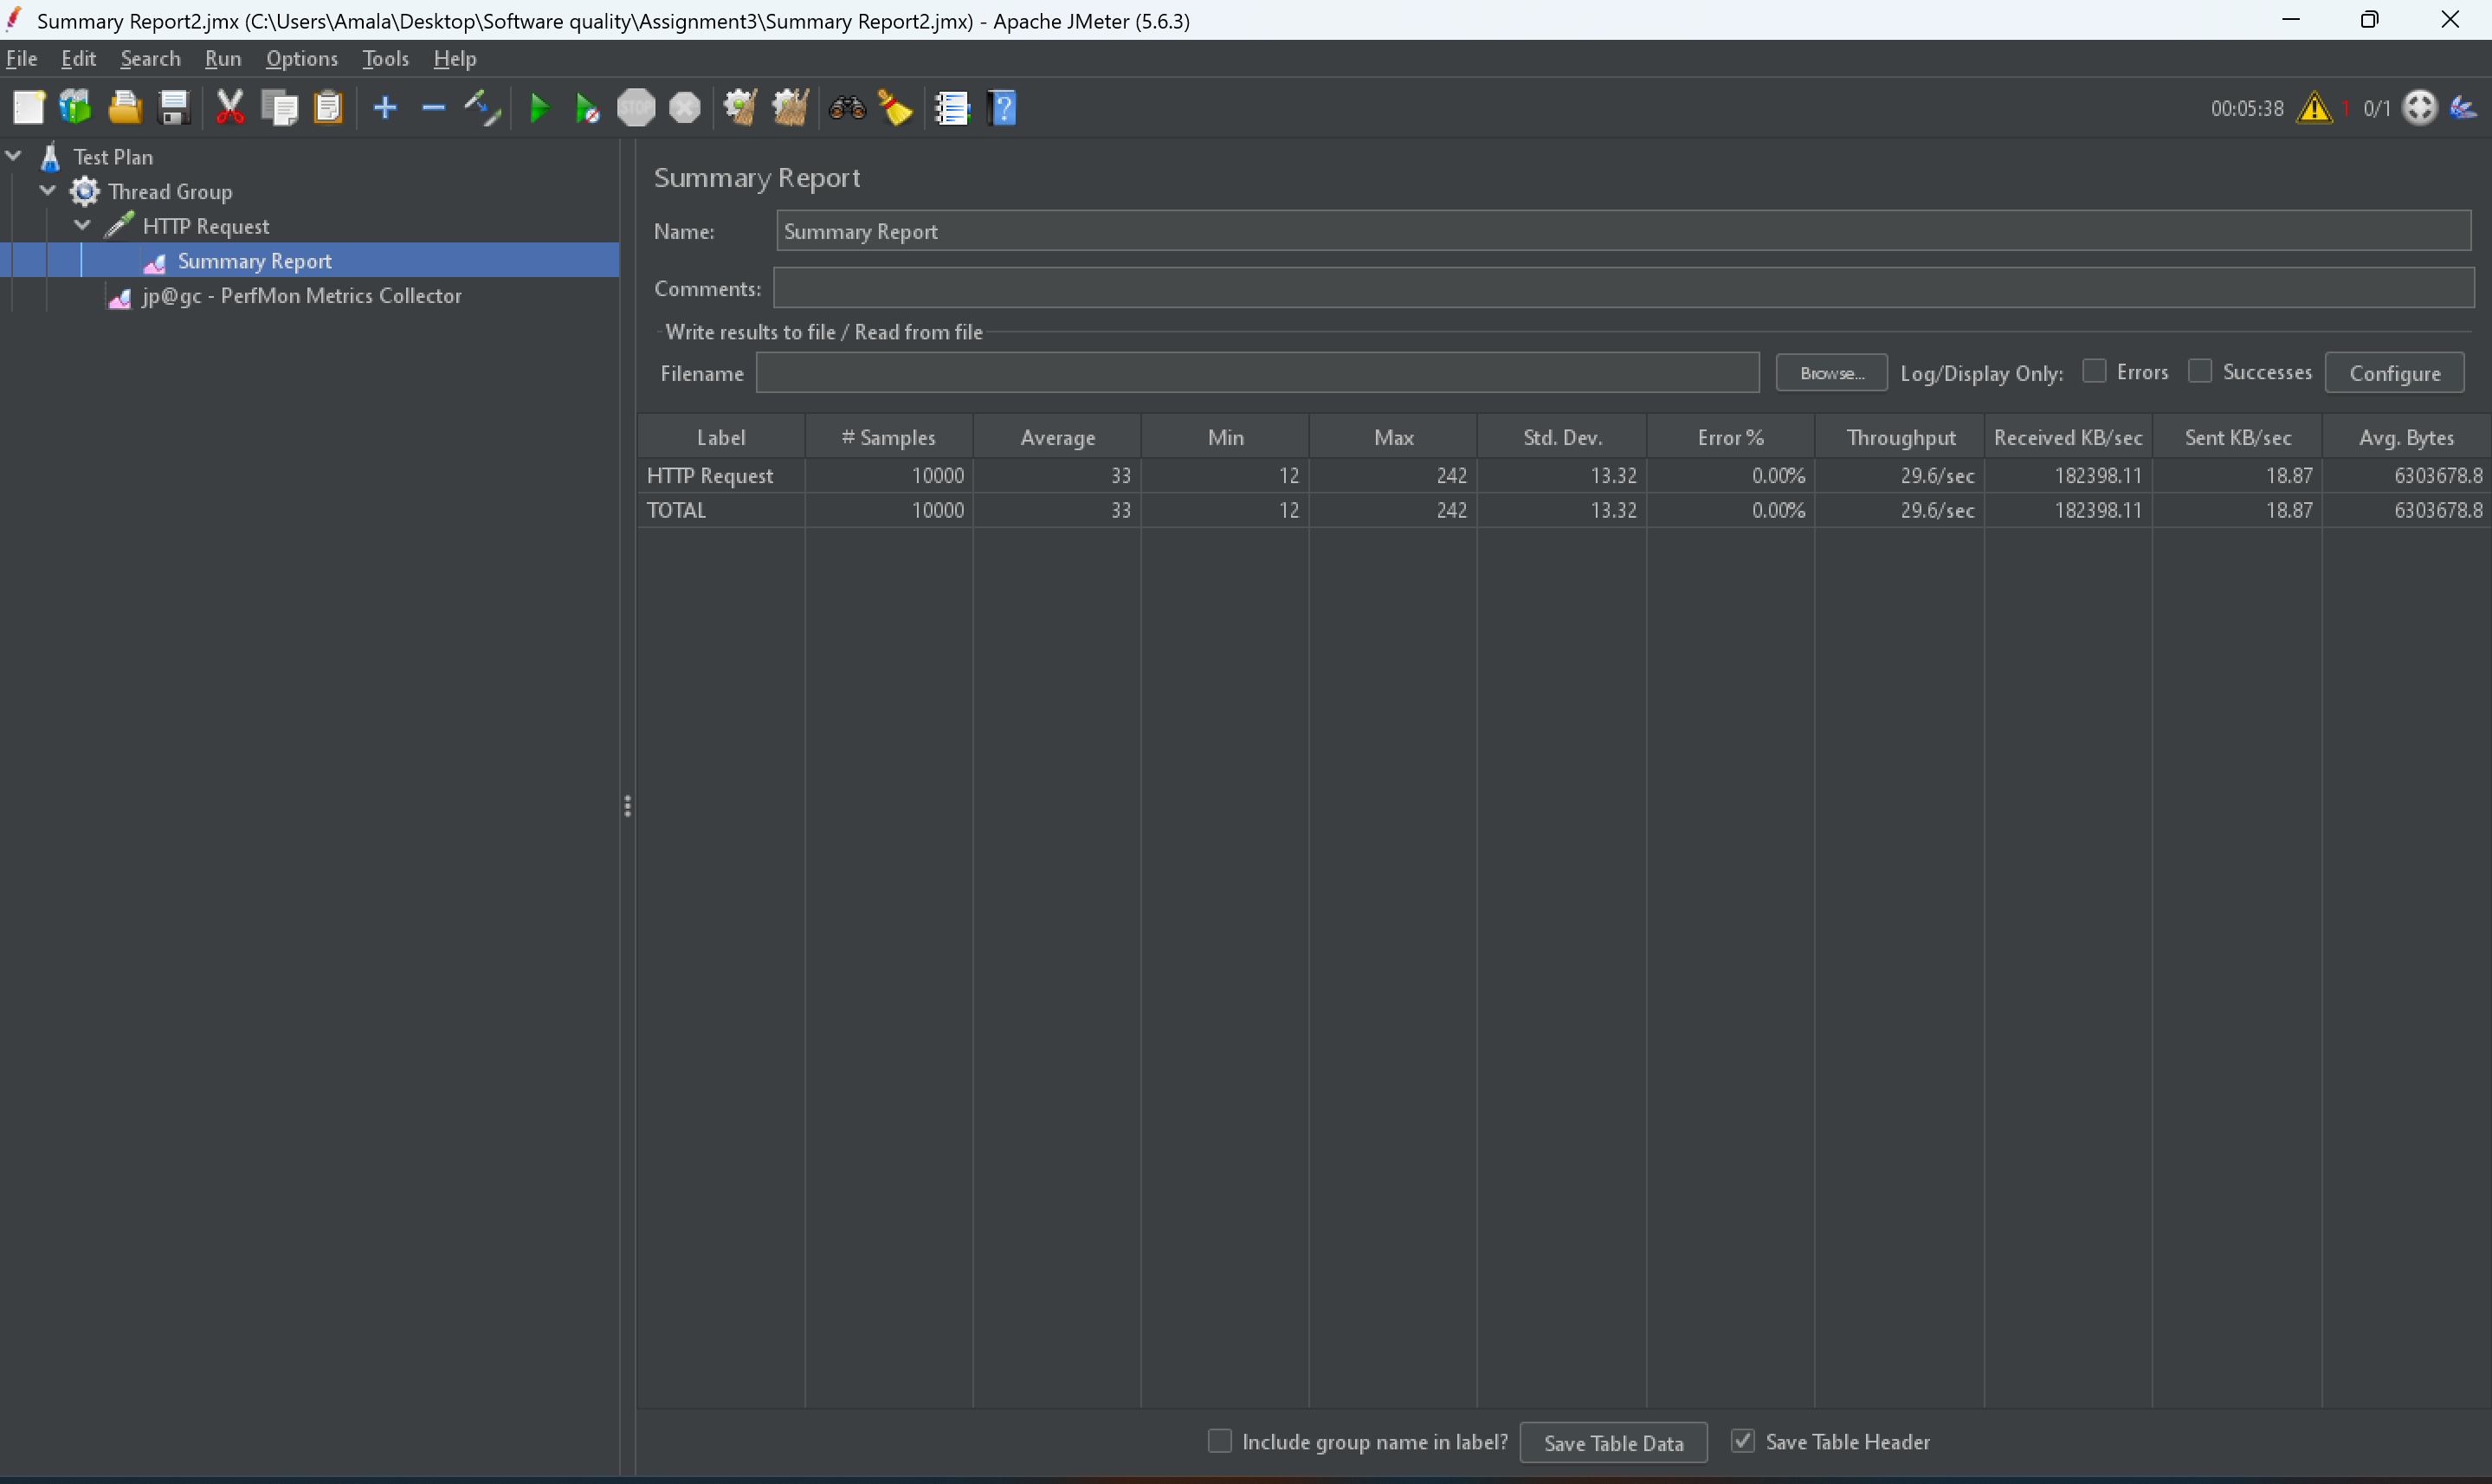 Summary Report2.jmx (C:\Users\Amala\Desktop\Software quality\Assignment3\Summary Report2.jmx) - Apache JMeter (5.6.3)
File Edit Search Run Options Tools Help
STOP ? 00:05:38 1 0/1
Test Plan
Thread Group
HTTP Request
Summary Report
jp@gc - PerfMon Metrics Collector
Summary Report
Name: Summary Report
Comments:
Write results to file / Read from file
Filename Browse... Log/Display Only: Errors Successes Configure
Label # Samples Average Min Max Std. Dev. Error % Throughput Received KB/sec Sent KB/sec Avg. Bytes
HTTP Request 10000 33 12 242 13.32 0.00% 29.6/sec 182398.11 18.87 6303678.8
TOTAL 10000 33 12 242 13.32 0.00% 29.6/sec 182398.11 18.87 6303678.8
Include group name in label? Save Table Data Save Table Header